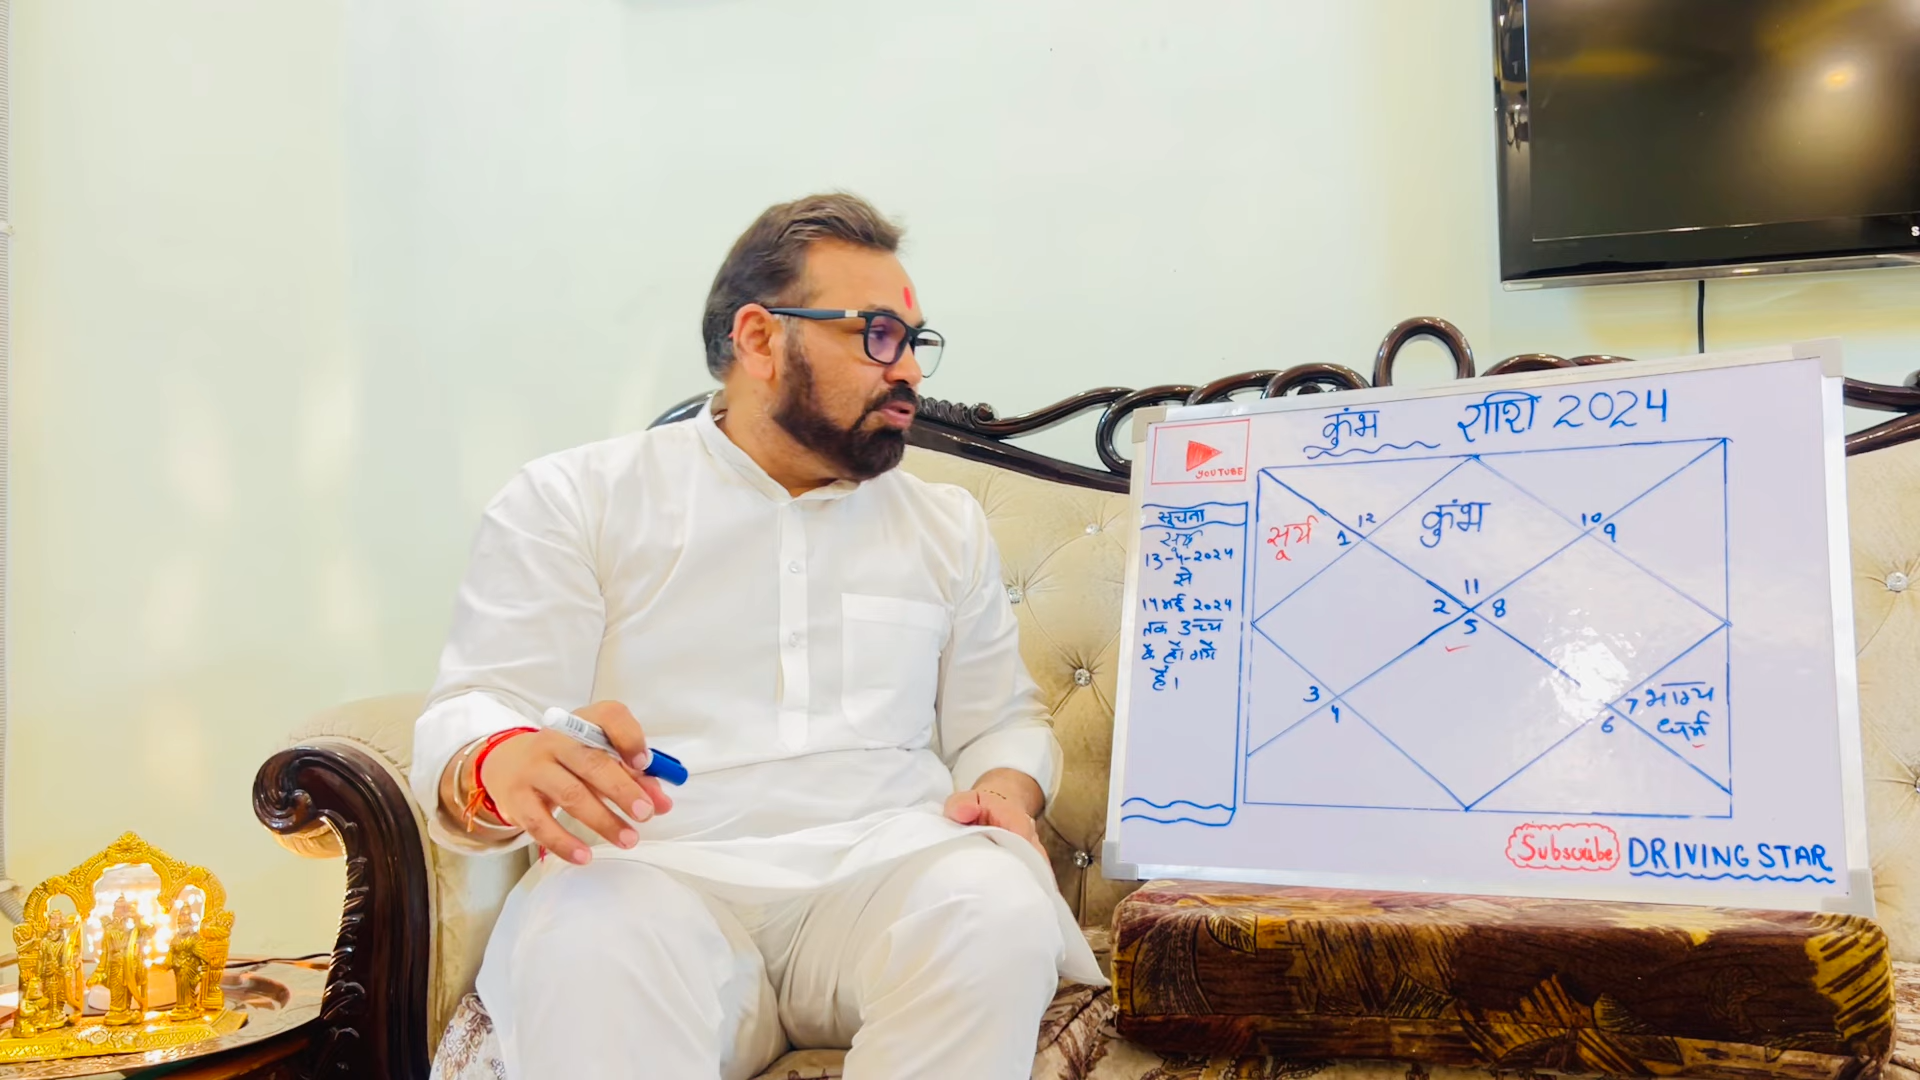 कुंभ राशि 2024
YOUTUBE
सूचना
सूर्य
13-4-2024
से
14 मई 2024
तक उच्च
के हो गये
हैं।
सूर्य
1
12
कुंभ
10
9
11
2
8
5
3
4
7
भाग्य
धर्म
6
Subscribe
DRIVING STAR